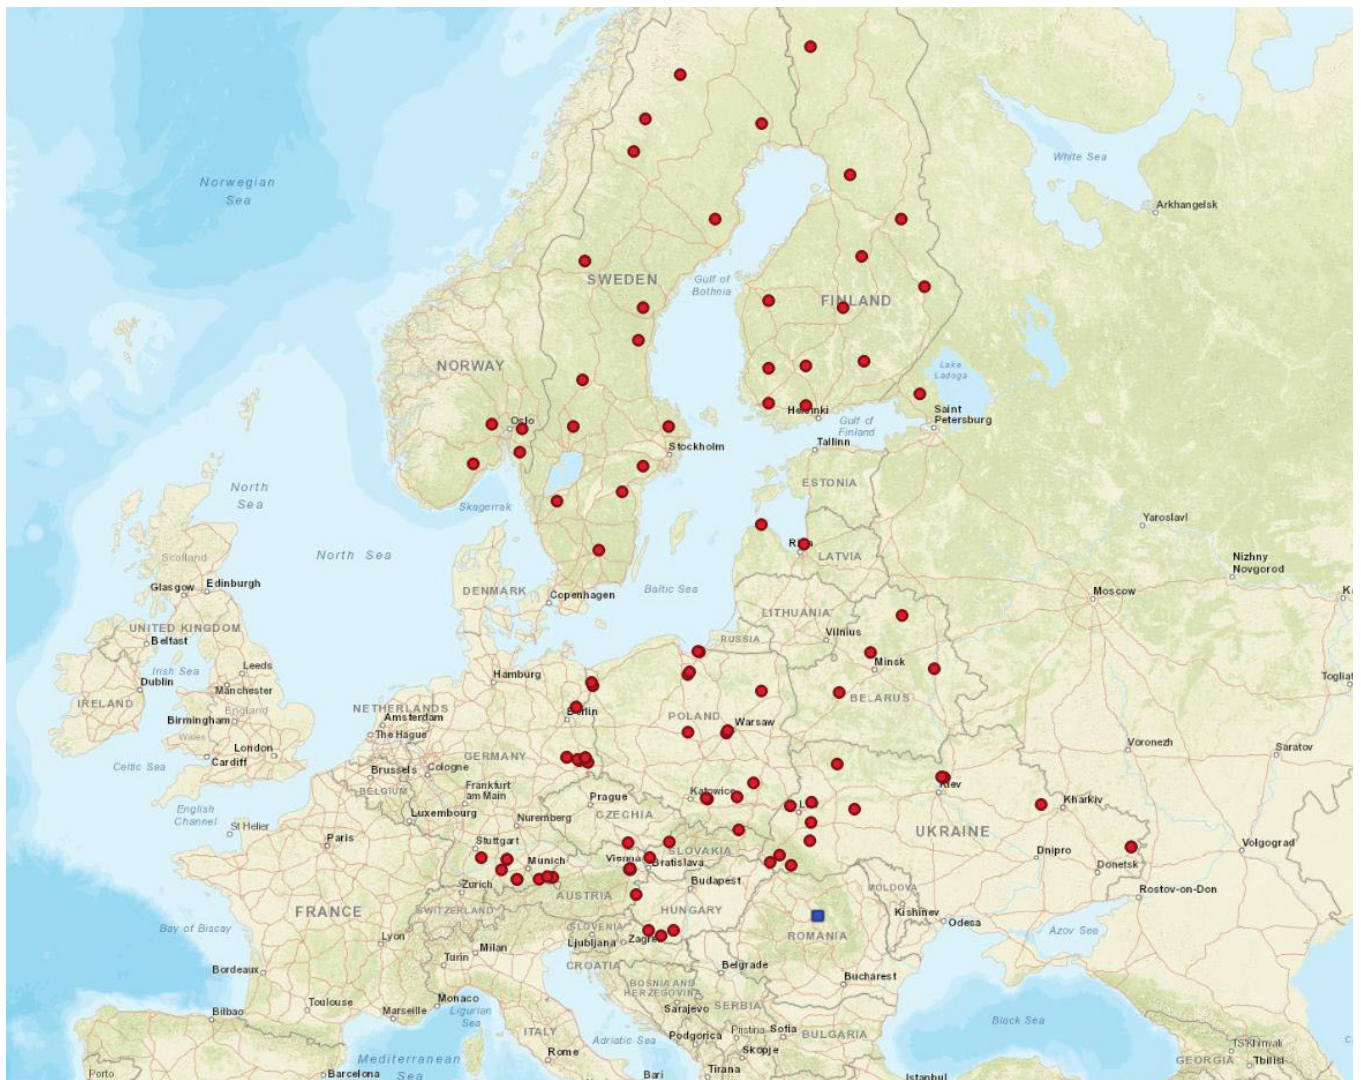 White Sea
Arkhangelsk
Norwegian
Sea
SWEDEN
Gulf of
Bothnia
FINLAND
NORWAY
Lake
Ladoga
Oslo
Helsinki
Gulf of
Finland
Saint
Petersburg
Stockholm
Tallinn
ESTONIA
North
Sea
Skagerrak
Yaroslavl
North Sea
Riga
LATVIA
Scotland
Nizhny
Novgorod
Glasgow
Edinburgh
DENMARK
Copenhagen
Baltic Sea
Moscow
LITHUANIA
UNITED KINGDOM
Belfast
RUSSIA
Vilnius
Irish Sea
Leeds
Minsk
Hamburg
Dublin
Manchester
IRELAND
England
NETHERLANDS
Berlin
BELARUS
Birmingham
Amsterdam
POLAND
Warsaw
Wales
The Hague
London
Voronezh
Saratov
Celtic Sea
Cardiff
Brussels
Cologne
GERMANY
BELGIUM
Frankfurt
am Main
Prague
Katowice
Kiev
Kharkiv
English
Channel
Luxembourg
CZECHIA
St Helier
Nuremberg
UKRAINE
Paris
Stuttgart
SLOVAKIA
Volgograd
Munich
Vienna
Bratislava
Dnipro
Donetsk
Zurich
AUSTRIA
Budapest
MOLDOVA
Rostov-on-Don
FRANCE
SWITZERLAND
HUNGARY
Kishinev
Odesa
Bay of Biscay
SLOVENIA
ROMANIA
Azov Sea
Lyon
Milan
Ljubljana
Zagreb
Turin
CROATIA
Belgrade
Bordeaux
Bucharest
BOSNIA AND
HERZEGOVINA
Monaco
Toulouse
Marseille
Ligurian
Sea
Sarajevo
SERBIA
Bilbao
Black Sea
ITALY
Adriatic Sea
Podgorica
Pristina
Sofia
BULGARIA
Rome
Skopje
Mediterranean
Sea
GEORGIA
Tbilisi
Porto
Barcelona
Bari
Tirana
Istanbul